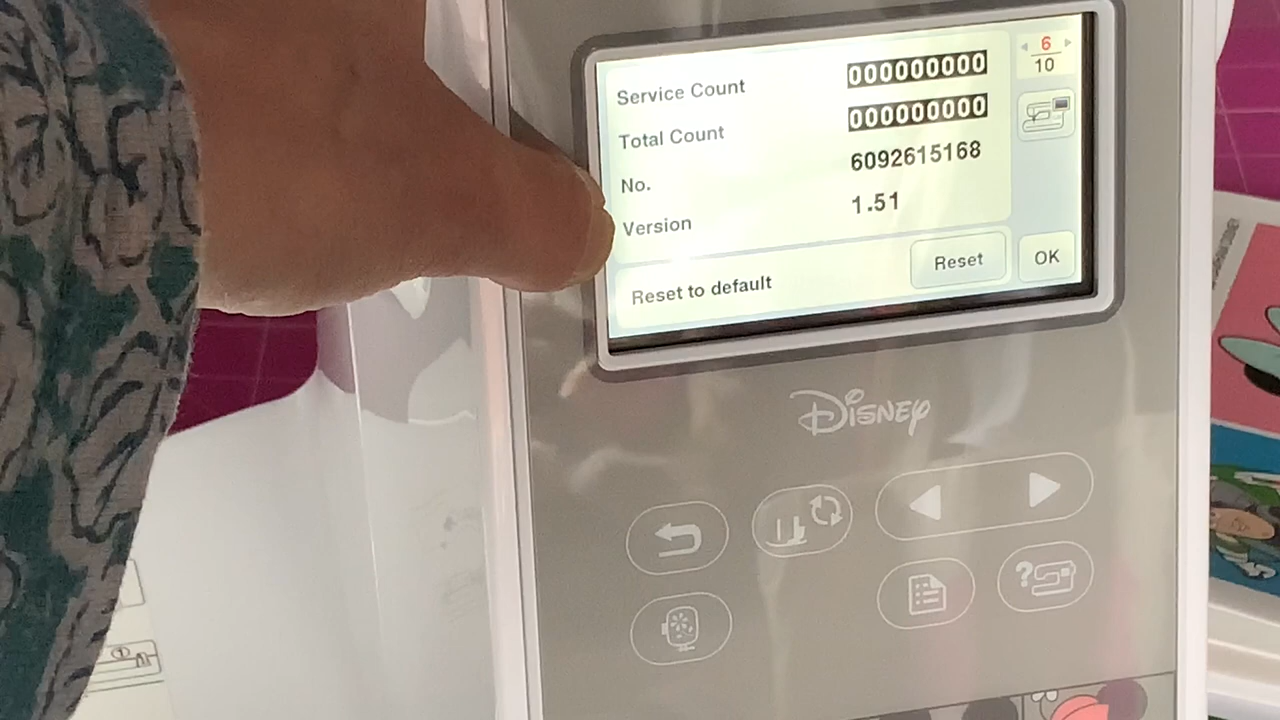 Service Count 000000000
6
10
Total Count 000000000
No. 6092615168
Version 1.51
Reset to default Reset OK
Disney
?
1